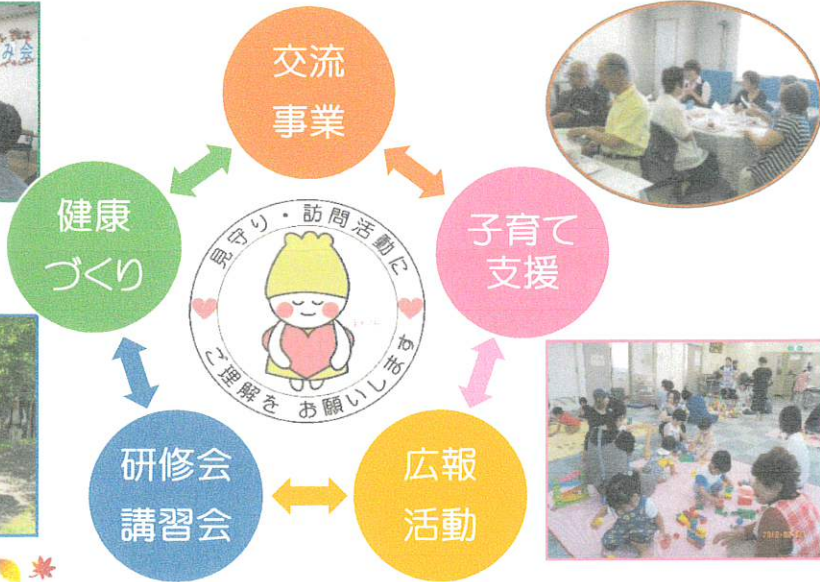 み会
交流
事業
健康
づくり
子育て
支援
見守り・訪問活動に
ご理解を お願いします
研修会
講習会
広報
活動